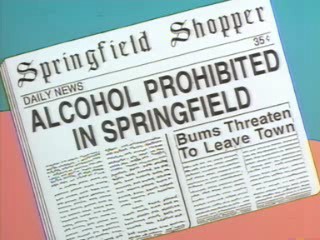 Springfield Shopper
35¢
DAILY NEWS
ALCOHOL PROHIBITED
IN SPRINGFIELD
Bums Threaten
To Leave Town